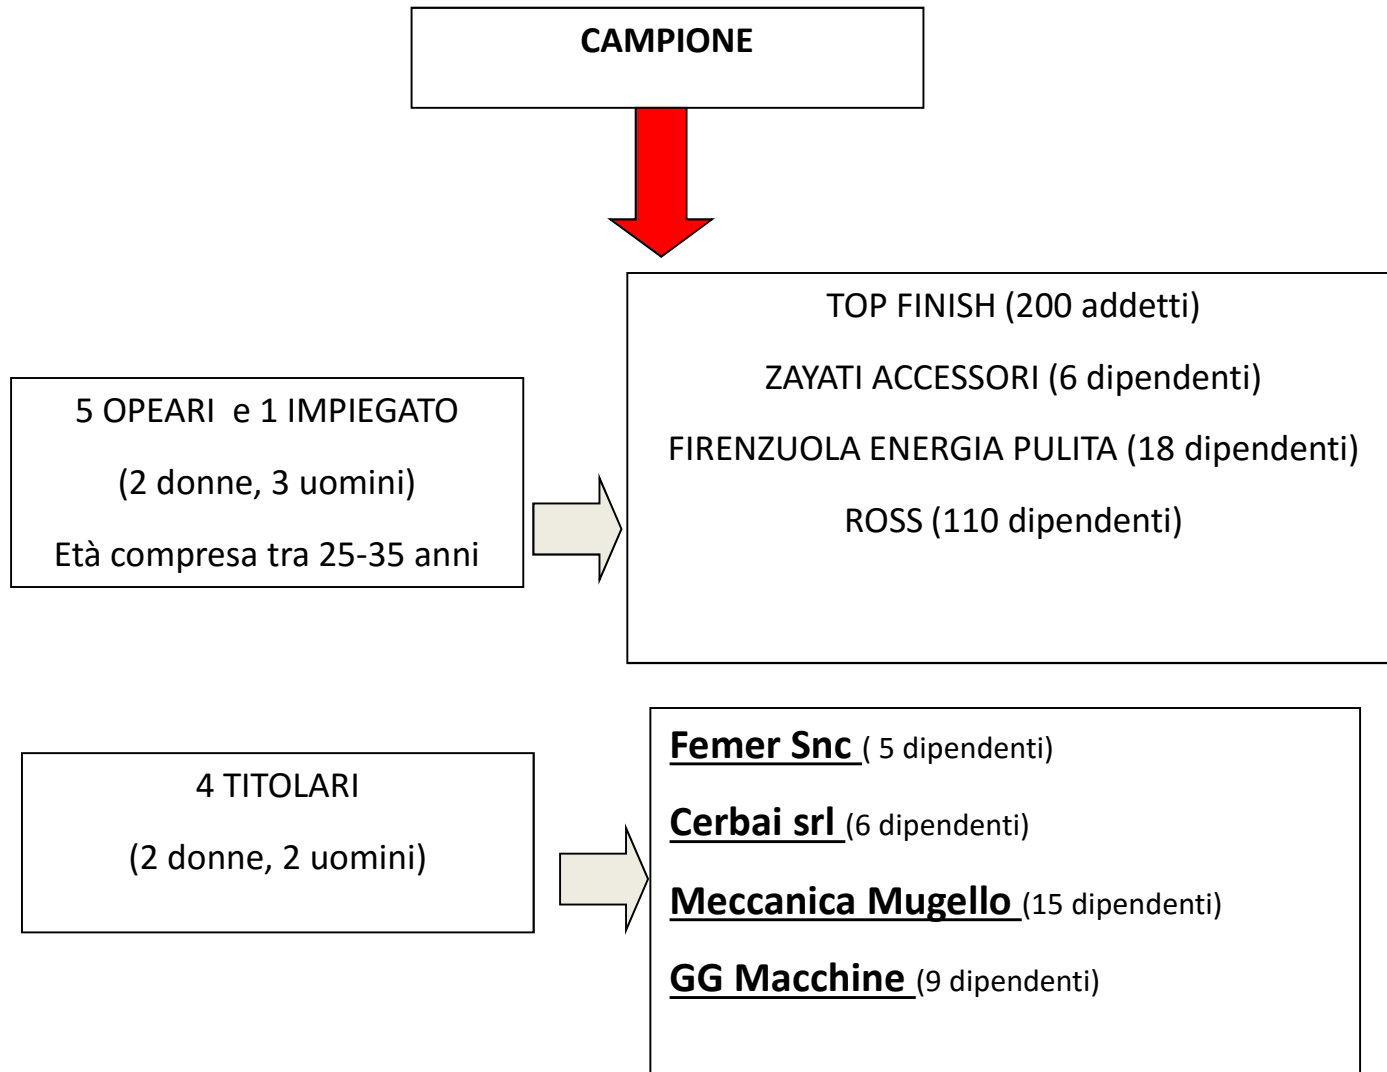 CAMPIONE
TOP FINISH (200 addetti)
ZAYATI ACCESSORI (6 dipendenti)
FIRENZUOLA ENERGIA PULITA (18 dipendenti)
ROSS (110 dipendenti)
5 OPEARI e 1 IMPIEGATO
(2 donne, 3 uomini)
Età compresa tra 25-35 anni
4 TITOLARI
(2 donne, 2 uomini)
Femer Snc ( 5 dipendenti)
Cerbai srl (6 dipendenti)
Meccanica Mugello (15 dipendenti)
GG Macchine (9 dipendenti)